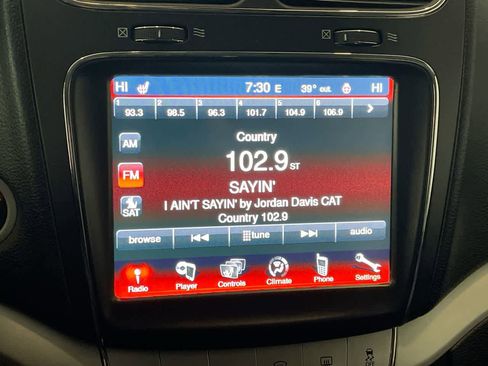 HI 7:30 E 39° out HI
1 2 3 4 5 6
93.3 98.5 96.3 101.7 104.9 106.9 >
AM
Country
102.9 ST
FM
SAYIN'
I AIN'T SAYIN' by Jordan Davis CAT
SAT
Country 102.9
browse tune audio
Radio Player Controls Climate Phone Settings
OFF